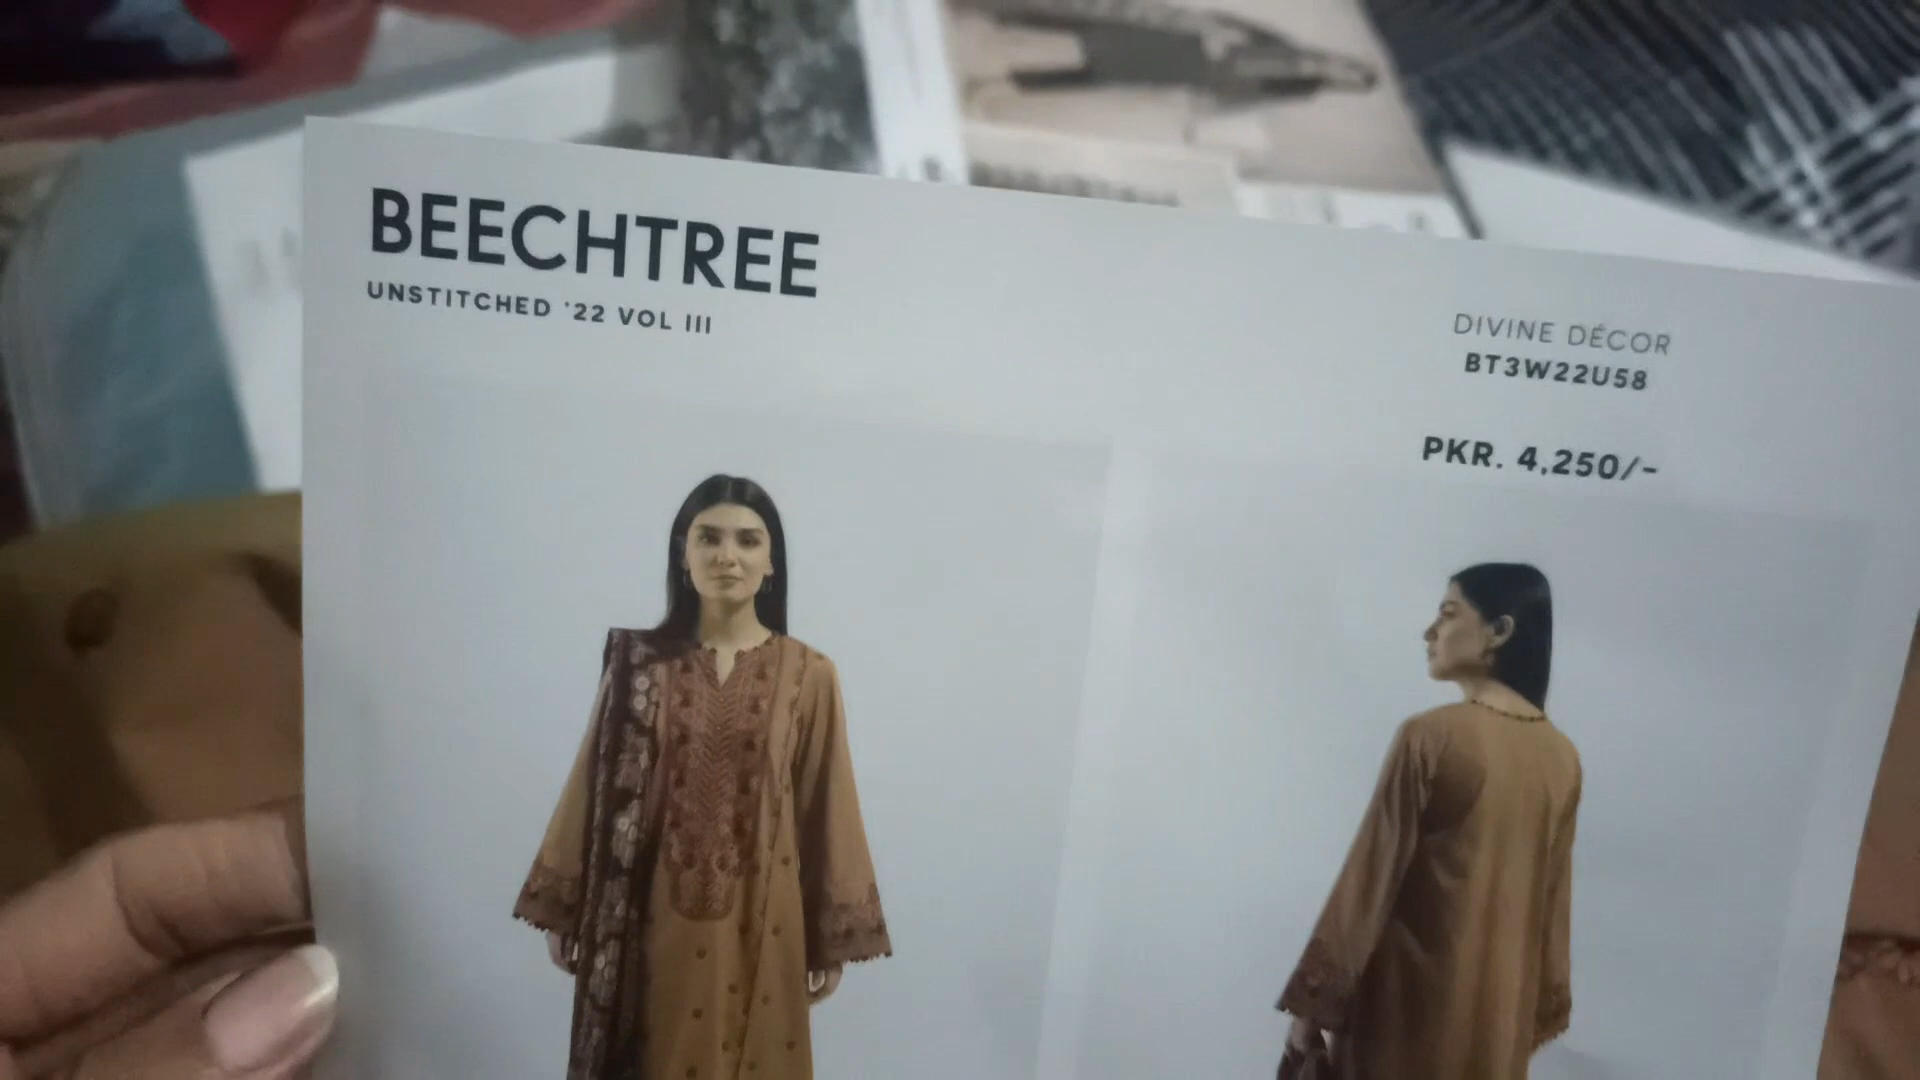 BEECHTREE
UNSTITCHED '22 VOL III
DIVINE DÉCOR
BT3W22U58
PKR. 4,250/-